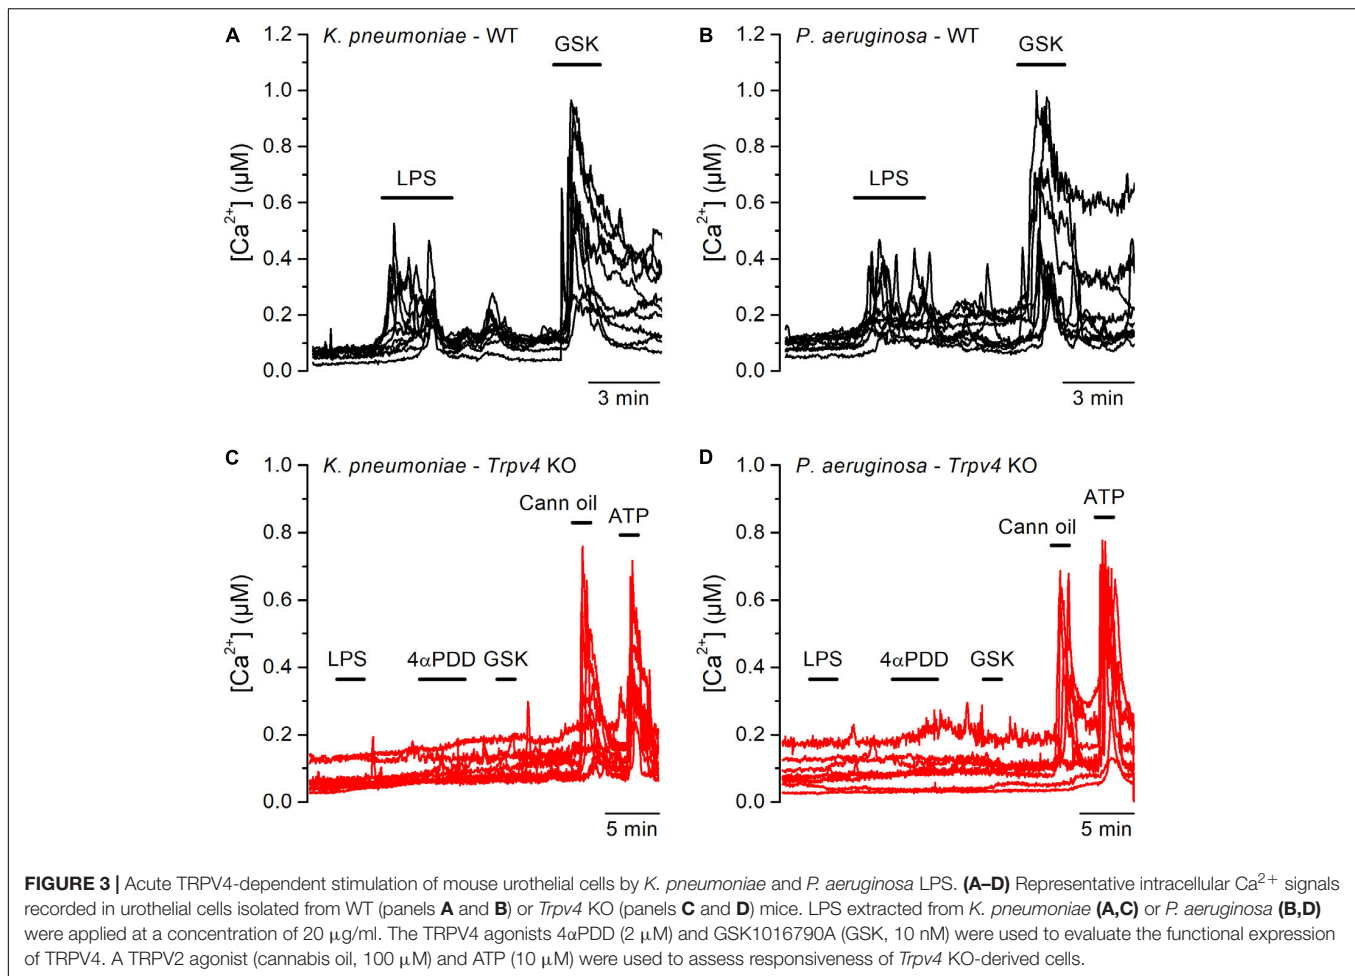 A
K. pneumoniae - WT
GSK
LPS
1.2
1.0
0.8
0.6
0.4
0.2
0.0
[Ca2+] (µM)
3 min
B
P. aeruginosa - WT
GSK
LPS
1.2
1.0
0.8
0.6
0.4
0.2
0.0
[Ca2+] (µM)
3 min
C
K. pneumoniae - Trpv4 KO
Cann oil
ATP
LPS
4αPDD
GSK
1.0
0.8
0.6
0.4
0.2
0.0
[Ca2+] (µM)
5 min
D
P. aeruginosa - Trpv4 KO
ATP
Cann oil
LPS
4αPDD
GSK
1.0
0.8
0.6
0.4
0.2
0.0
[Ca2+] (µM)
5 min
FIGURE 3 | Acute TRPV4-dependent stimulation of mouse urothelial cells by K. pneumoniae and P. aeruginosa LPS. (A–D) Representative intracellular Ca2+ signals
recorded in urothelial cells isolated from WT (panels A and B) or Trpv4 KO (panels C and D) mice. LPS extracted from K. pneumoniae (A,C) or P. aeruginosa (B,D)
were applied at a concentration of 20 µg/ml. The TRPV4 agonists 4αPDD (2 µM) and GSK1016790A (GSK, 10 nM) were used to evaluate the functional expression
of TRPV4. A TRPV2 agonist (cannabis oil, 100 µM) and ATP (10 µM) were used to assess responsiveness of Trpv4 KO-derived cells.